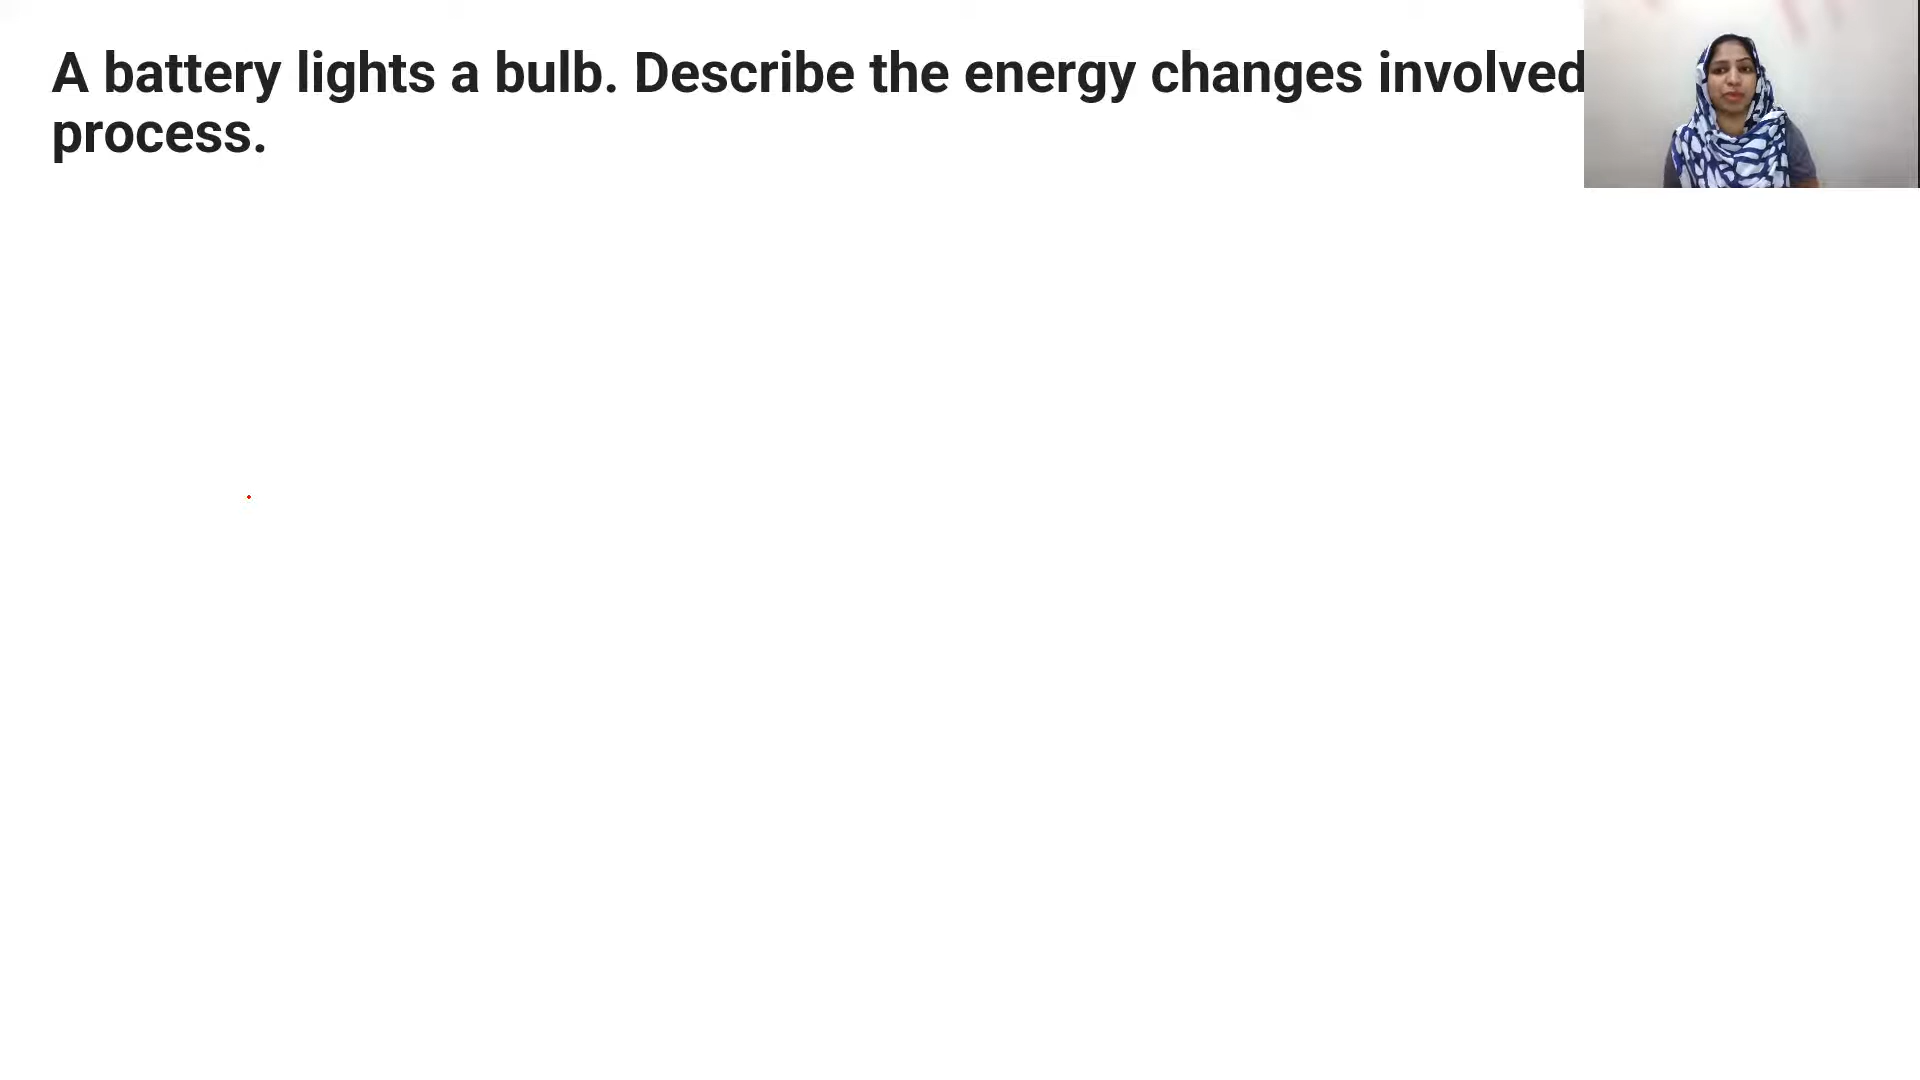 A battery lights a bulb. Describe the energy changes involved
process.